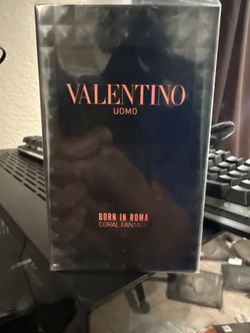 VALENTINO
UOMO
BORN IN ROMA
CORAL FANTASY